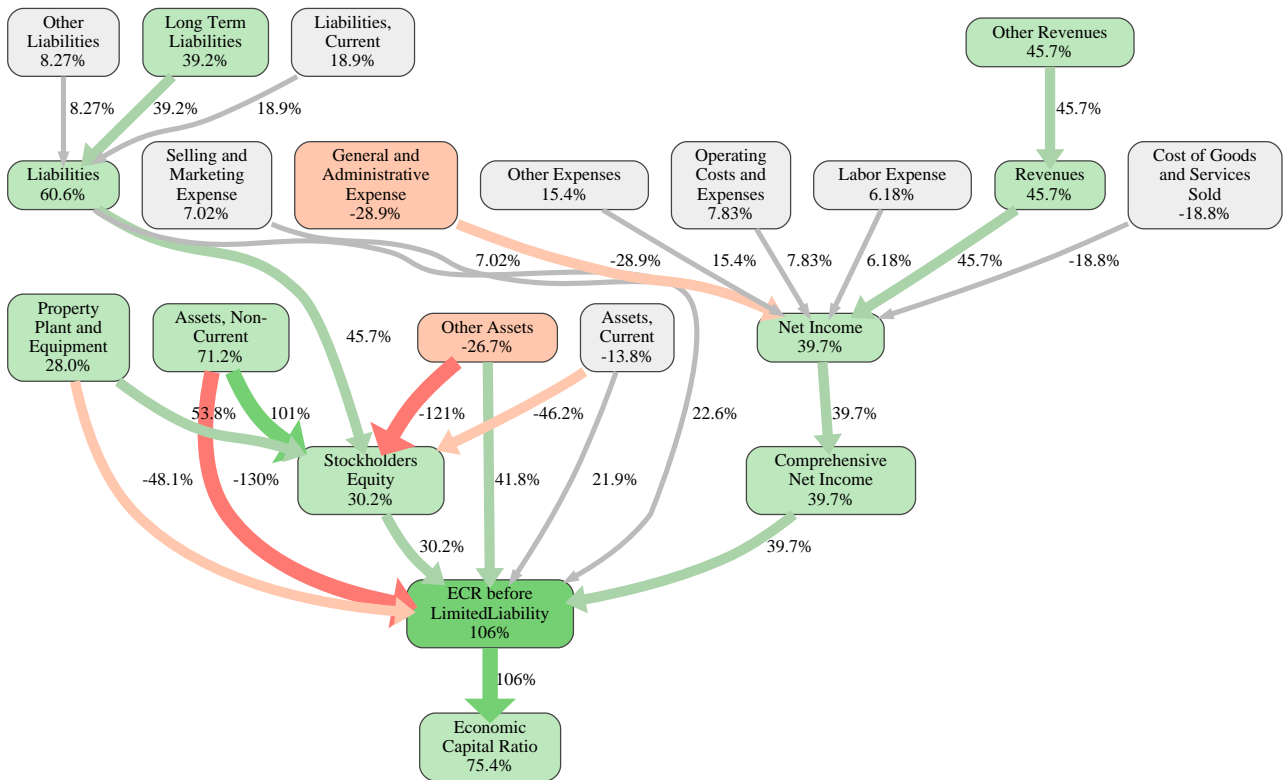 Other
Liabilities
8.27%
Long Term
Liabilities
39.2%
Liabilities,
Current
18.9%
Other Revenues
45.7%
8.27%
39.2%
18.9%
45.7%
Liabilities
60.6%
Selling and
Marketing
Expense
7.02%
General and
Administrative
Expense
-28.9%
Other Expenses
15.4%
Operating
Costs and
Expenses
7.83%
Labor Expense
6.18%
Revenues
45.7%
Cost of Goods
and Services
Sold
-18.8%
7.02%
-28.9%
15.4%
7.83%
6.18%
45.7%
-18.8%
Property
Plant and
Equipment
28.0%
Assets, Non-
Current
71.2%
45.7%
Other Assets
-26.7%
Assets,
Current
-13.8%
Net Income
39.7%
53.8%
101%
-121%
-46.2%
22.6%
39.7%
Stockholders
Equity
30.2%
Comprehensive
Net Income
39.7%
-48.1%
-130%
41.8%
21.9%
30.2%
39.7%
ECR before
LimitedLiability
106%
106%
Economic
Capital Ratio
75.4%